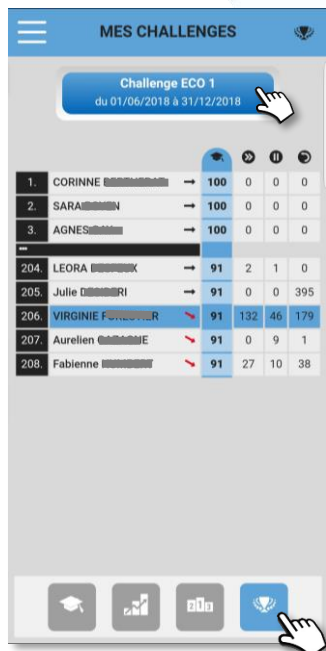 MES CHALLENGES
Challenge ECO 1
du 01/06/2018 à 31/12/2018
1. CORINNE 100 0 0 0
2. SARA 100 0 0 0
3. AGNES 100 0 0 0
204. LEORA 91 2 1 0
205. Julie 91 0 0 395
206. VIRGINIE 91 132 46 179
207. Aurelien 91 0 9 1
208. Fabienne 91 27 10 38
2 1 3